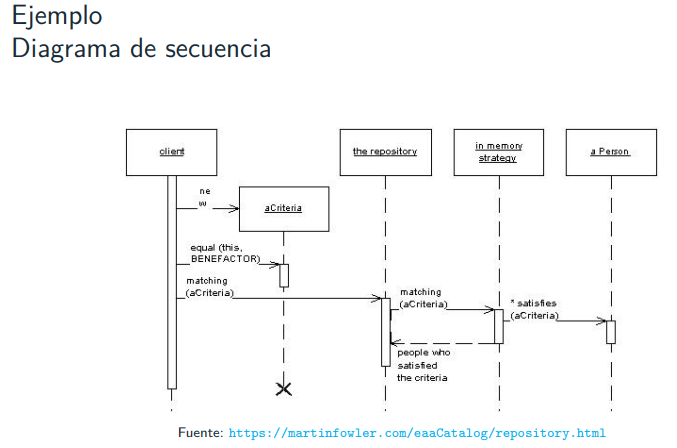 Ejemplo
Diagrama de secuencia
client
the repository
in memory
strategy
a Person
ne
w
aCriteria
equal (this,
BENEFACTOR)
matching
(aCriteria)
matching
(aCriteria)
* satisfies
(aCriteria)
people who
satisfied
the criteria
Fuente: https://martinfowler.com/eaaCatalog/repository.html